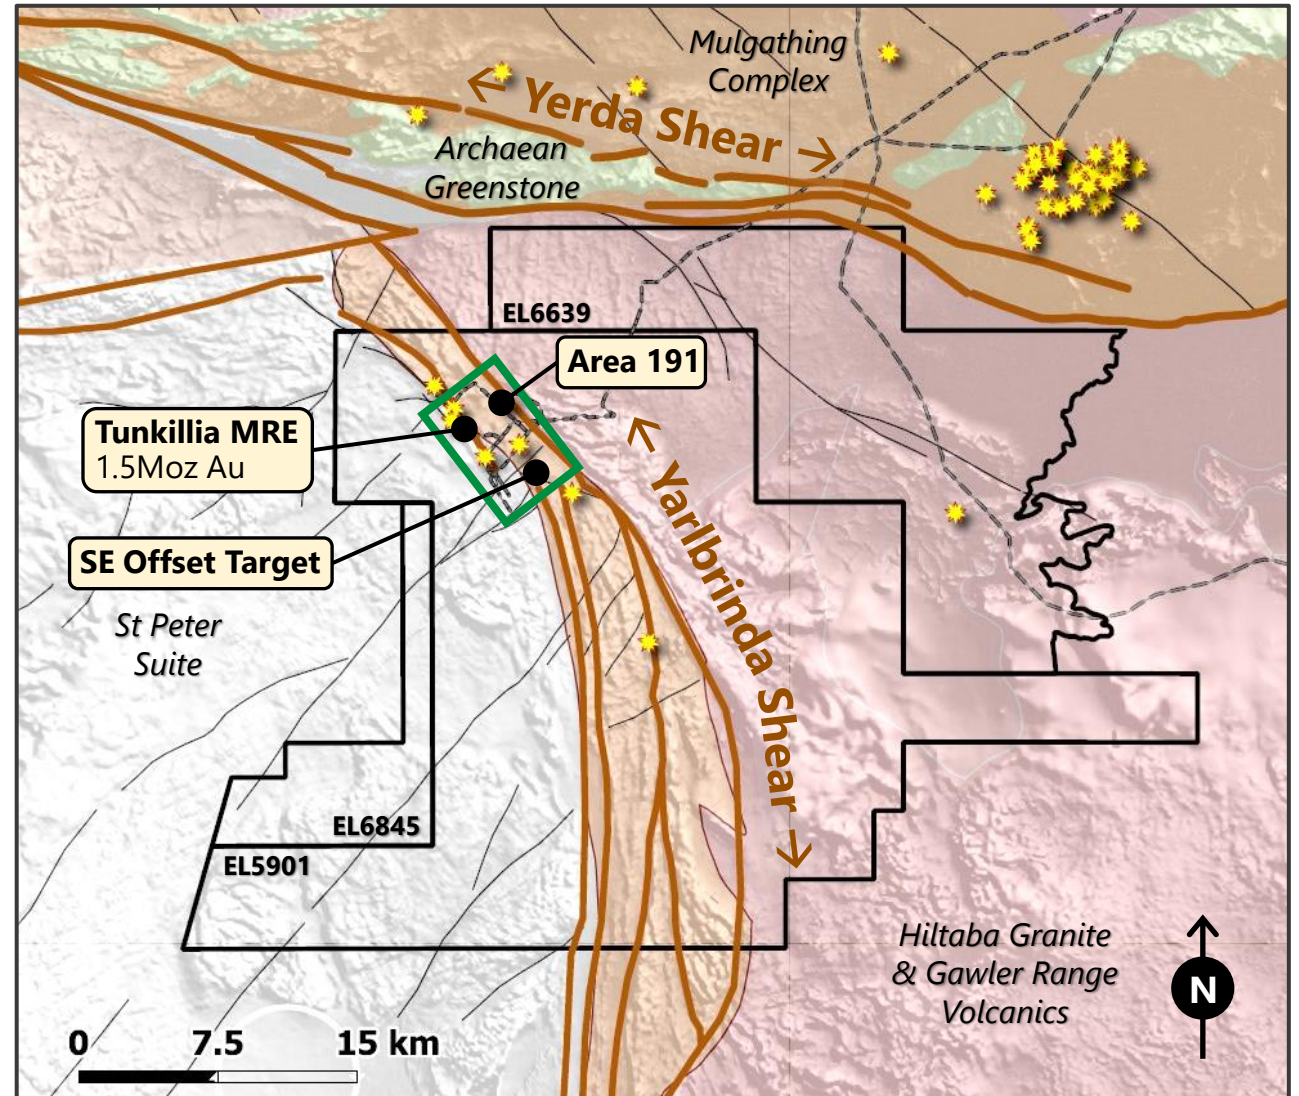 Mulgathing
Complex
← Yerda Shear →
Archaean
Greenstone
EL6639
Area 191
Tunkillia MRE
1.5Moz Au
SE Offset Target
← Yarlbrinda Shear →
St Peter
Suite
EL6845
EL5901
Hiltaba Granite
& Gawler Range
Volcanics
N
0 7.5 15 km